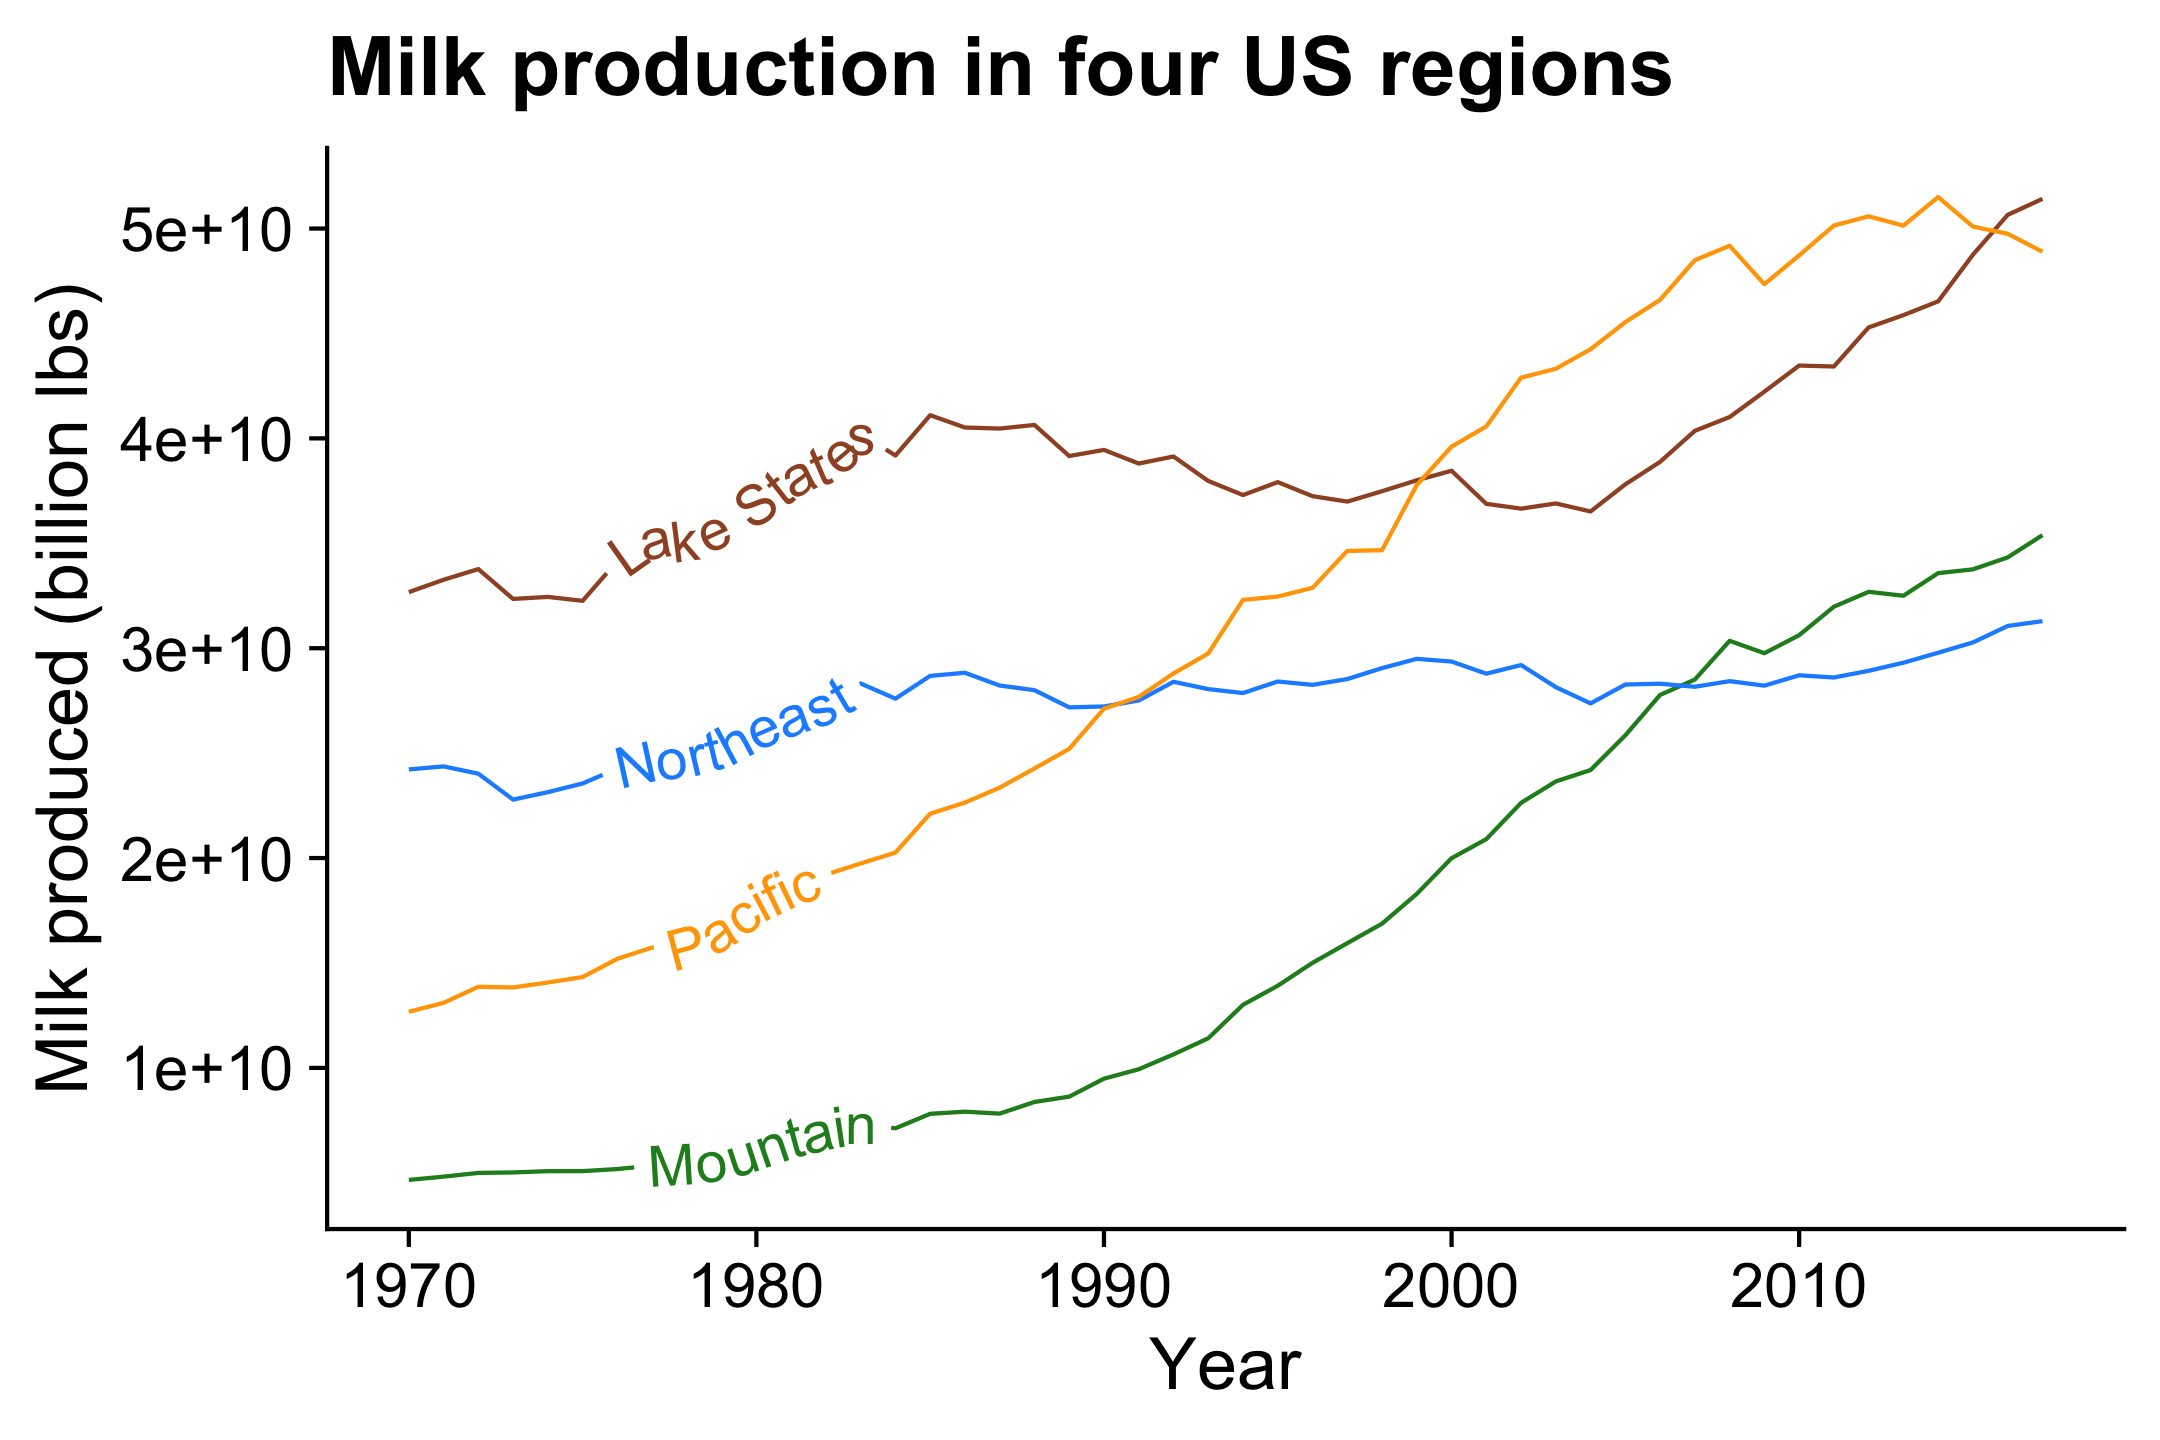 Milk production in four US regions
Milk produced (billion lbs)
5e+10
4e+10
3e+10
2e+10
1e+10
Lake States
Northeast
Pacific
Mountain
1970 1980 1990 2000 2010
Year